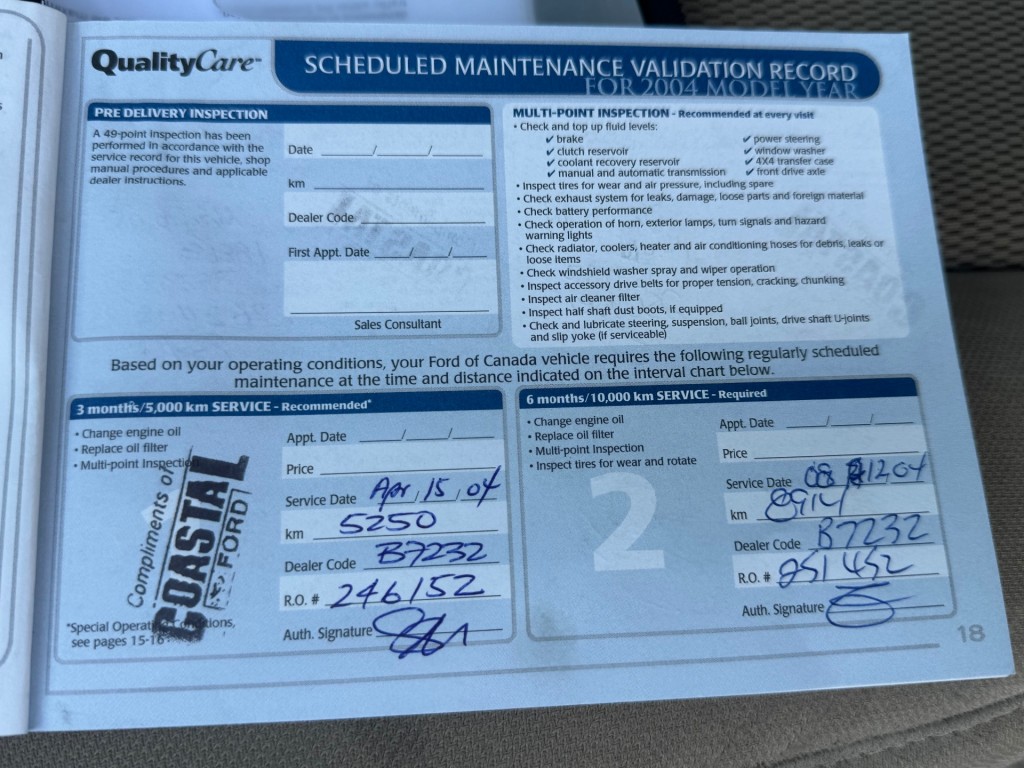 QualityCare™
SCHEDULED MAINTENANCE VALIDATION RECORD
FOR 2004 MODEL YEAR
PRE DELIVERY INSPECTION
A 49-point inspection has been
performed in accordance with the
service record for this vehicle, shop
manual procedures and applicable
dealer instructions.
Date / /
km
Dealer Code
First Appt. Date / /
Sales Consultant
MULTI-POINT INSPECTION - Recommended at every visit
• Check and top up fluid levels:
✔ brake
✔ clutch reservoir
✔ coolant recovery reservoir
✔ manual and automatic transmission
✔ power steering
✔ window washer
✔ 4X4 transfer case
✔ front drive axle
• Inspect tires for wear and air pressure, including spare
• Check exhaust system for leaks, damage, loose parts and foreign material
• Check battery performance
• Check operation of horn, exterior lamps, turn signals and hazard
warning lights
• Check radiator, coolers, heater and air conditioning hoses for debris, leaks or
loose items
• Check windshield washer spray and wiper operation
• Inspect accessory drive belts for proper tension, cracking, chunking
• Inspect air cleaner filter
• Inspect half shaft dust boots, if equipped
• Check and lubricate steering, suspension, ball joints, drive shaft U-joints
and slip yoke (if serviceable)
Based on your operating conditions, your Ford of Canada vehicle requires the following regularly scheduled
maintenance at the time and distance indicated on the interval chart below.
3 months/5,000 km SERVICE - Recommended*
• Change engine oil
• Replace oil filter
• Multi-point Inspection
Compliments of
COASTAL
FORD
*Special Operating Conditions,
see pages 15-16
Appt. Date / /
Price
Service Date Apr / 15 / 04
km 5250
Dealer Code B7232
R.O. # 246152
Auth. Signature
6 months/10,000 km SERVICE - Required
• Change engine oil
• Replace oil filter
• Multi-point Inspection
• Inspect tires for wear and rotate
2
Appt. Date / /
Price
Service Date 08 12 04
km 8914
Dealer Code B7232
R.O. # 251452
Auth. Signature
18